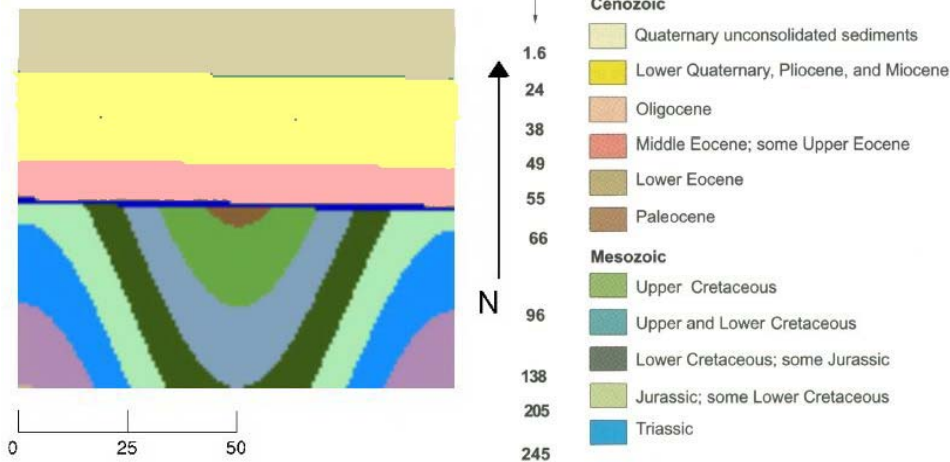 Cenozoic
Quaternary unconsolidated sediments
1.6
Lower Quaternary, Pliocene, and Miocene
24
Oligocene
38
Middle Eocene; some Upper Eocene
49
Lower Eocene
55
Paleocene
66
Mesozoic
Upper Cretaceous
N
96
Upper and Lower Cretaceous
Lower Cretaceous; some Jurassic
138
Jurassic; some Lower Cretaceous
205
Triassic
245
0 25 50